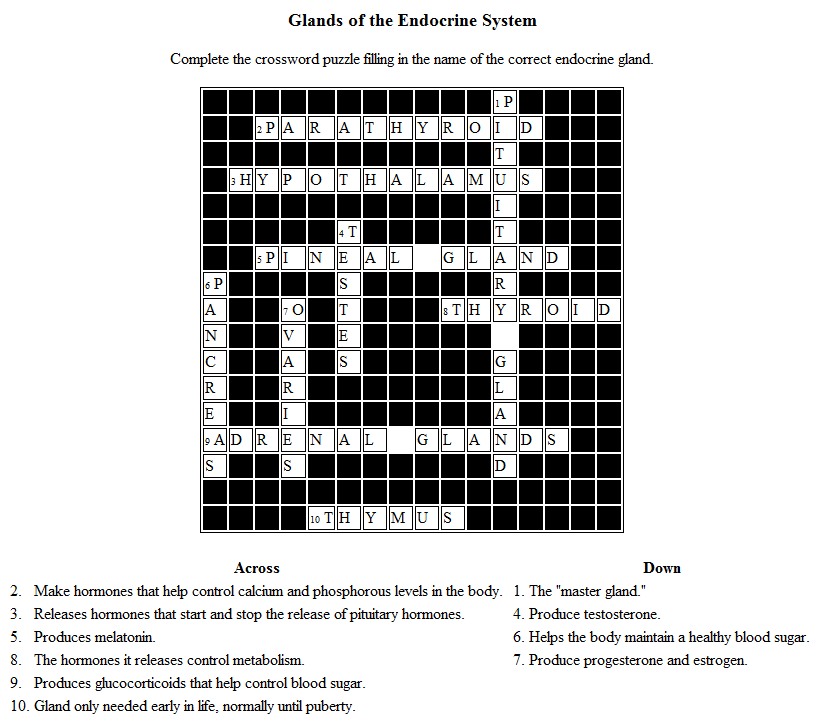 Glands of the Endocrine System
Complete the crossword puzzle filling in the name of the correct endocrine gland.
1 P
2 P A R A T H Y R O I D
T
3 H Y P O T H A L A M U S
I
4 T T
5 P I N E A L G L A N D
6 P S R
A 7 O T 8 T H Y R O I D
N V E
C A S G
R R L
E I A
9 A D R E N A L G L A N D S
S S D
10 T H Y M U S
Across
2. Make hormones that help control calcium and phosphorous levels in the body.
3. Releases hormones that start and stop the release of pituitary hormones.
5. Produces melatonin.
8. The hormones it releases control metabolism.
9. Produces glucocorticoids that help control blood sugar.
10. Gland only needed early in life, normally until puberty.
Down
1. The "master gland."
4. Produce testosterone.
6. Helps the body maintain a healthy blood sugar.
7. Produce progesterone and estrogen.